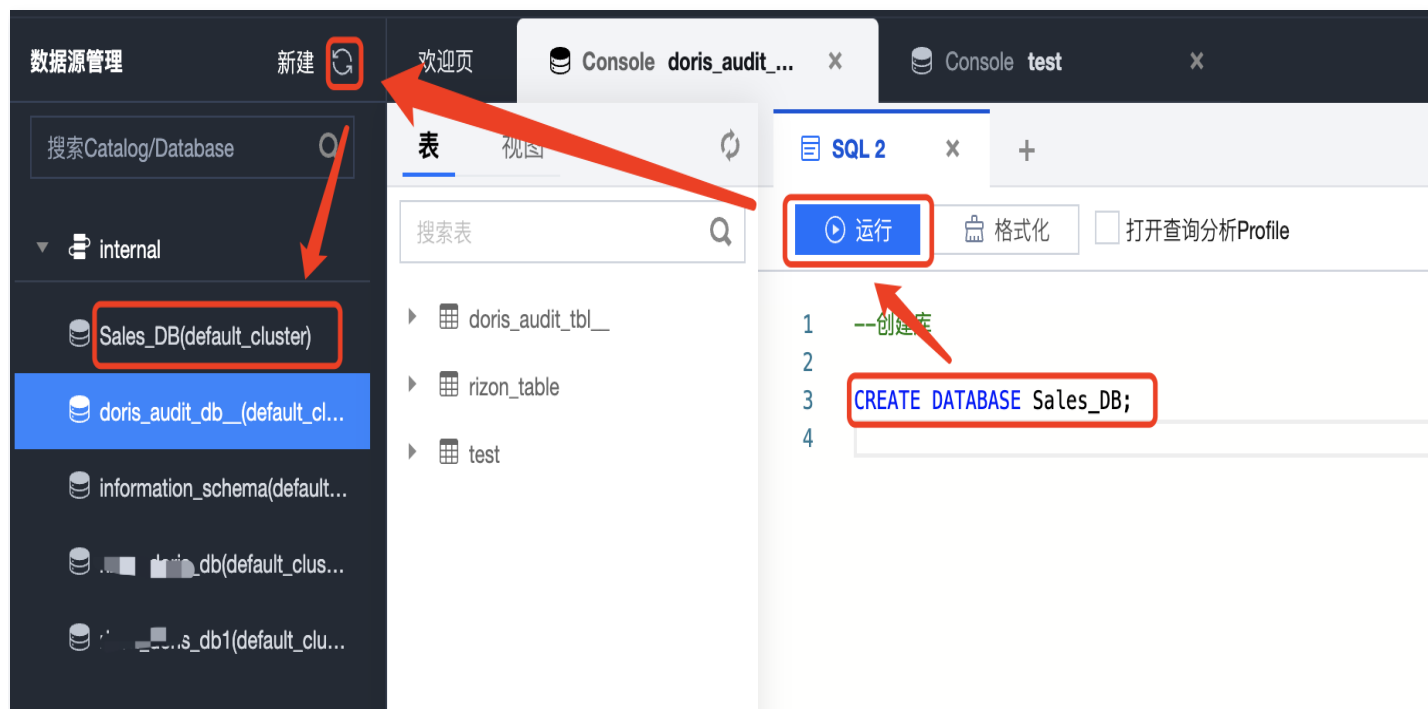 数据源管理 新建
欢迎页
Console doris_audit_...
Console test
搜索Catalog/Database
internal
Sales_DB(default_cluster)
doris_audit_db__(default_cl...
information_schema(default...
_db(default_clus...
s_db1(default_clu...
表 视图
搜索表
doris_audit_tbl__
rizon_table
test
SQL 2
运行 格式化 打开查询分析Profile
1 --创建库
2
3 CREATE DATABASE Sales_DB;
4